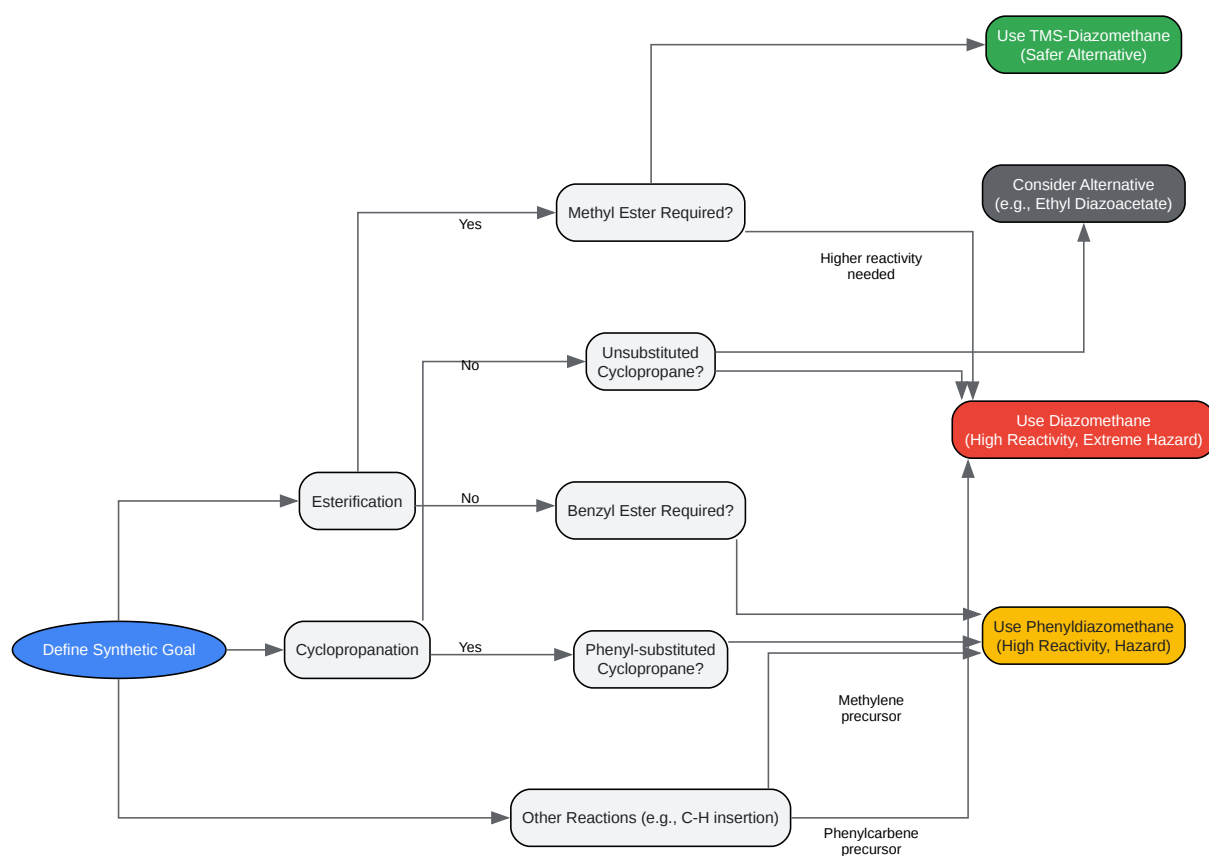 Use TMS-Diazomethane
(Safer Alternative)
Consider Alternative
(e.g., Ethyl Diazoacetate)
Methyl Ester Required?
Yes
Higher reactivity
needed
Unsubstituted
Cyclopropane?
No
Use Diazomethane
(High Reactivity, Extreme Hazard)
Esterification
No
Benzyl Ester Required?
Define Synthetic Goal
Cyclopropanation
Yes
Phenyl-substituted
Cyclopropane?
Use Phenyldiazomethane
(High Reactivity, Hazard)
Methylene
precursor
Other Reactions (e.g., C-H insertion)
Phenylcarbene
precursor